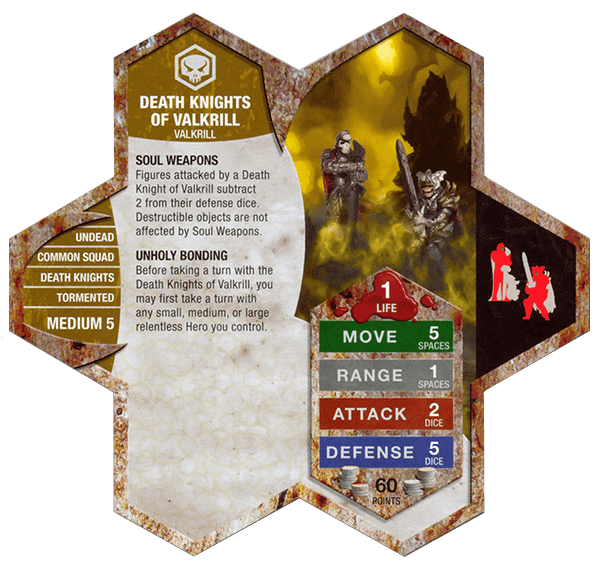 DEATH KNIGHTS
OF VALKRILL
VALKRILL
SOUL WEAPONS
Figures attacked by a Death
Knight of Valkrill subtract
2 from their defense dice.
Destructible objects are not
affected by Soul Weapons.
UNHOLY BONDING
Before taking a turn with the
Death Knights of Valkrill, you
may first take a turn with
any small, medium, or large
relentless Hero you control.
UNDEAD
COMMON SQUAD
DEATH KNIGHTS
TORMENTED
MEDIUM 5
1
LIFE
MOVE 5
SPACES
RANGE 1
SPACES
ATTACK 2
DICE
DEFENSE 5
DICE
60
POINTS